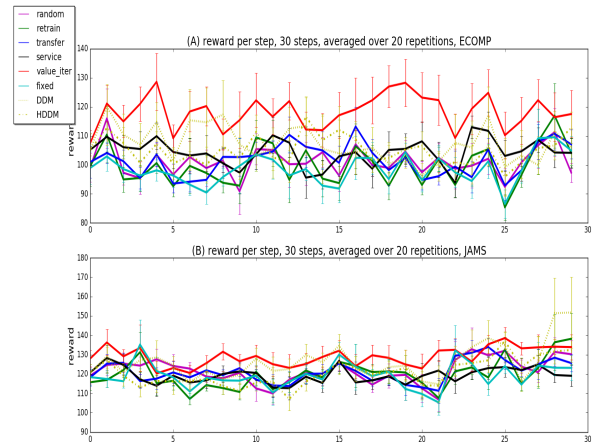 random
retrain
transfer
service
value_iter
fixed
DDM
HDDM
(A) reward per step, 30 steps, averaged over 20 repetitions, ECOMP
reward
140
130
120
110
100
90
80
0 5 10 15 20 25 30
(B) reward per step, 30 steps, averaged over 20 repetitions, JAMS
reward
180
170
160
150
140
130
120
110
100
90
0 5 10 15 20 25 30